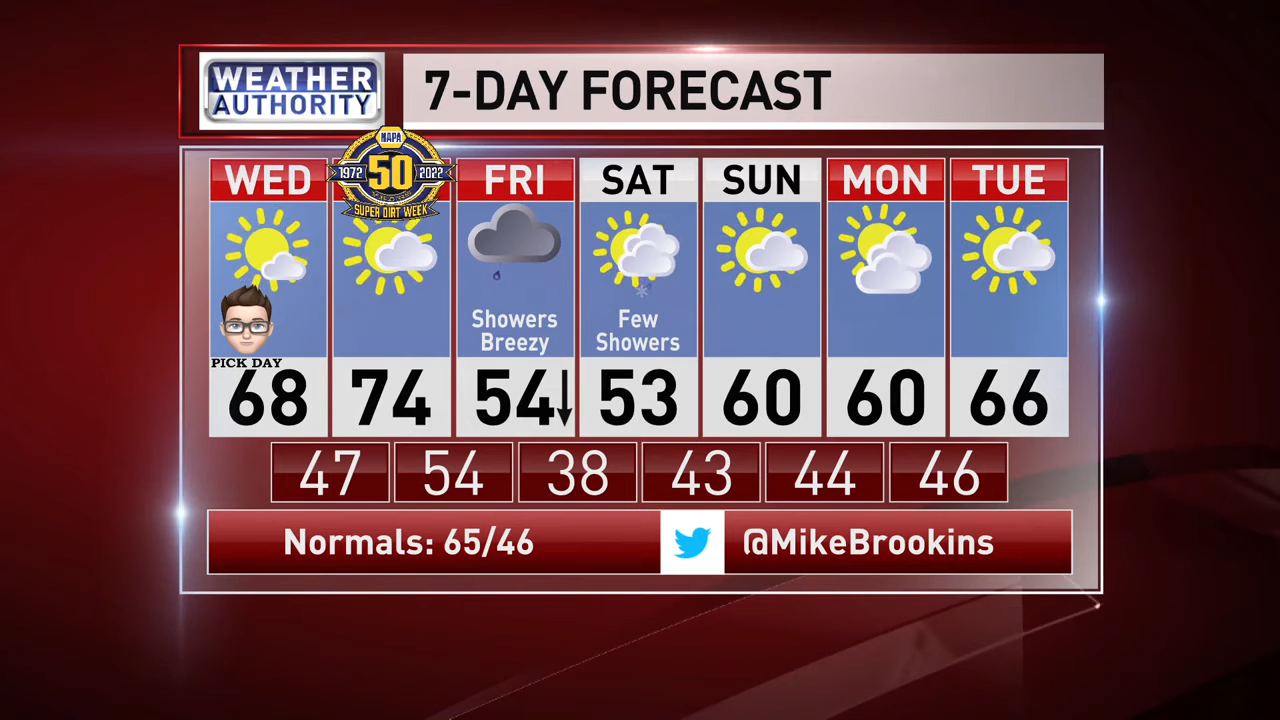 WEATHER
AUTHORITY
7-DAY FORECAST
WED
NAPA
1972 50 2022
SUPER DIRT WEEK
FRI
SAT
SUN
MON
TUE
Showers
Breezy
Few
Showers
PICK DAY
68 74 54 53 60 60 66
47 54 38 43 44 46
Normals: 65/46
@MikeBrookins